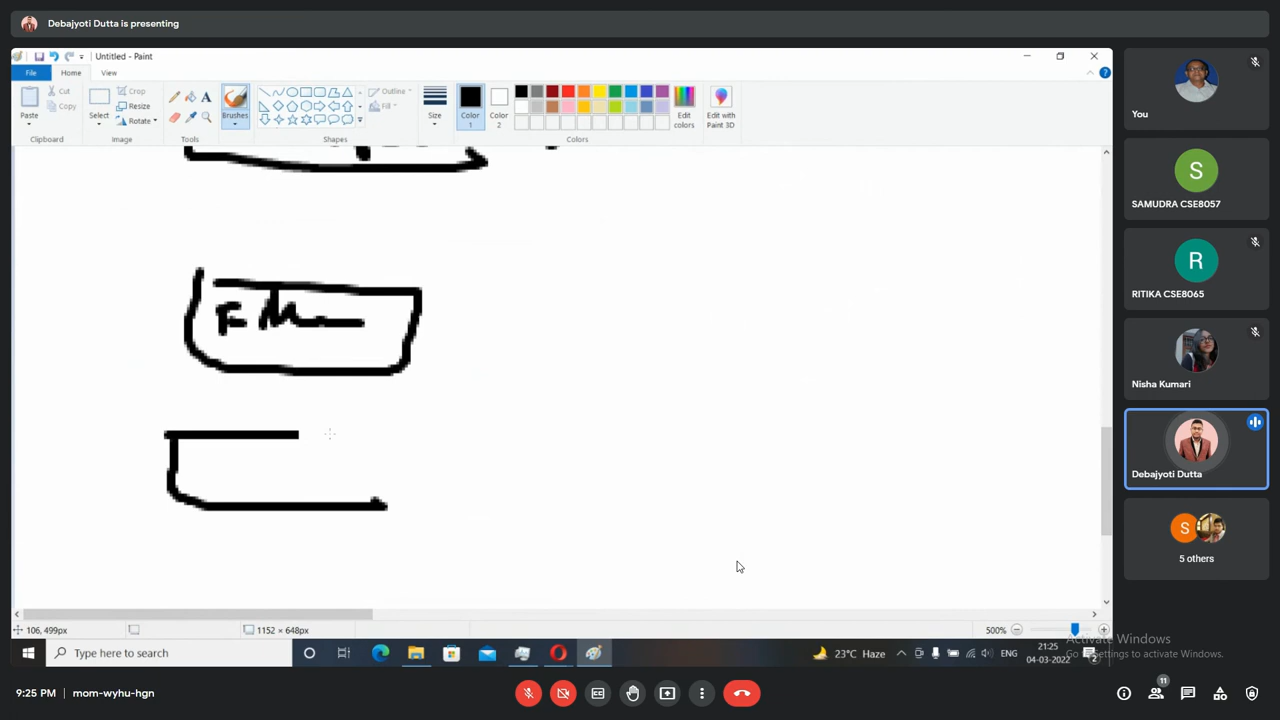 Debajyoti Dutta is presenting
Untitled - Paint
File
Home
View
Paste
Cut
Copy
Clipboard
Select
Crop
Resize
Rotate
Image
A
Tools
Brushes
Outline
Fill
Shapes
Size
Color
1
Color
2
Edit
colors
Edit with
Paint 3D
Colors
You
S
SAMUDRA CSE8057
R
RITIKA CSE8065
Nisha Kumari
Debajyoti Dutta
S
5 others
106, 499px
1152 × 648px
500%
Activate Windows
Go to Settings to activate Windows.
Type here to search
23°C Haze
ENG
21:25
04-03-2022
2
9:25 PM
mom-wyhu-hgn
11